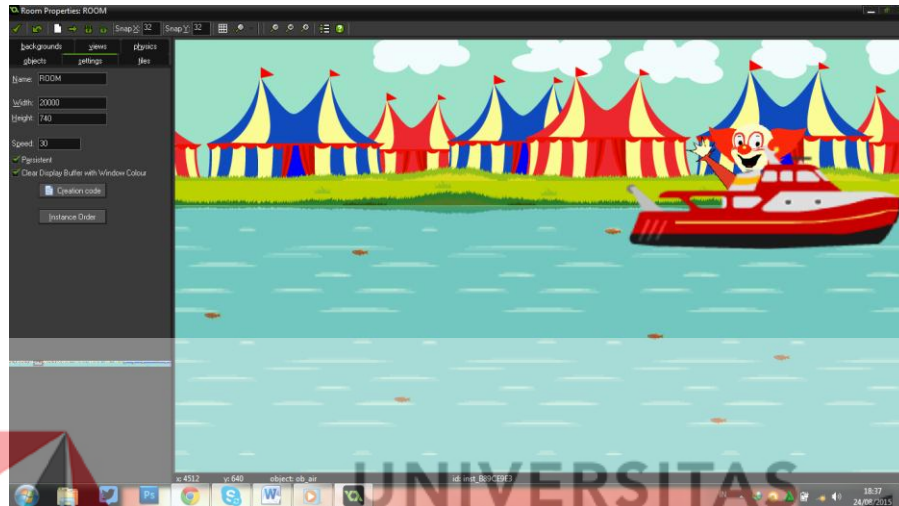 Room Properties: ROOM
Snap X: 32 Snap Y: 32
backgrounds views physics
objects settings tiles
Name: ROOM
Width: 20000
Height: 740
Speed: 30
Persistent
Clear Display Buffer with Window Colour
Creation code
Instance Order
x: 4512 y: 640 object: ob_air id: inst_B89CE9E3
UNIVERSITAS
Ps
S
W
IN
18:37
24/08/2015